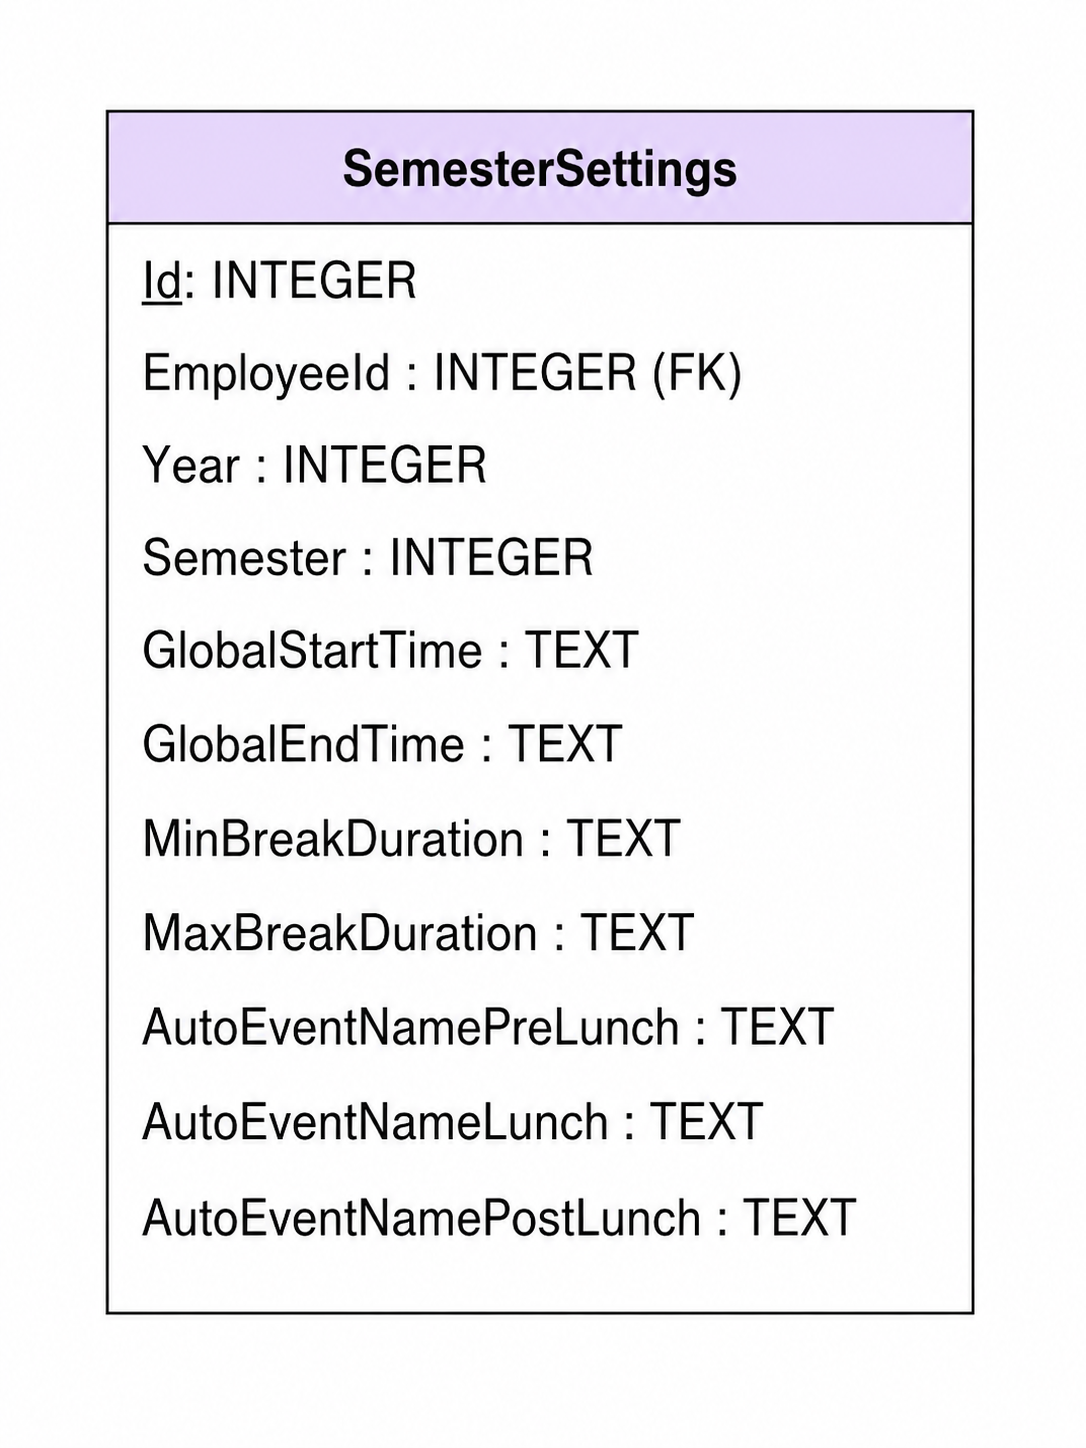 SemesterSettings
Id: INTEGER
EmployeeId : INTEGER (FK)
Year : INTEGER
Semester : INTEGER
GlobalStartTime : TEXT
GlobalEndTime : TEXT
MinBreakDuration : TEXT
MaxBreakDuration : TEXT
AutoEventNamePreLunch : TEXT
AutoEventNameLunch : TEXT
AutoEventNamePostLunch : TEXT